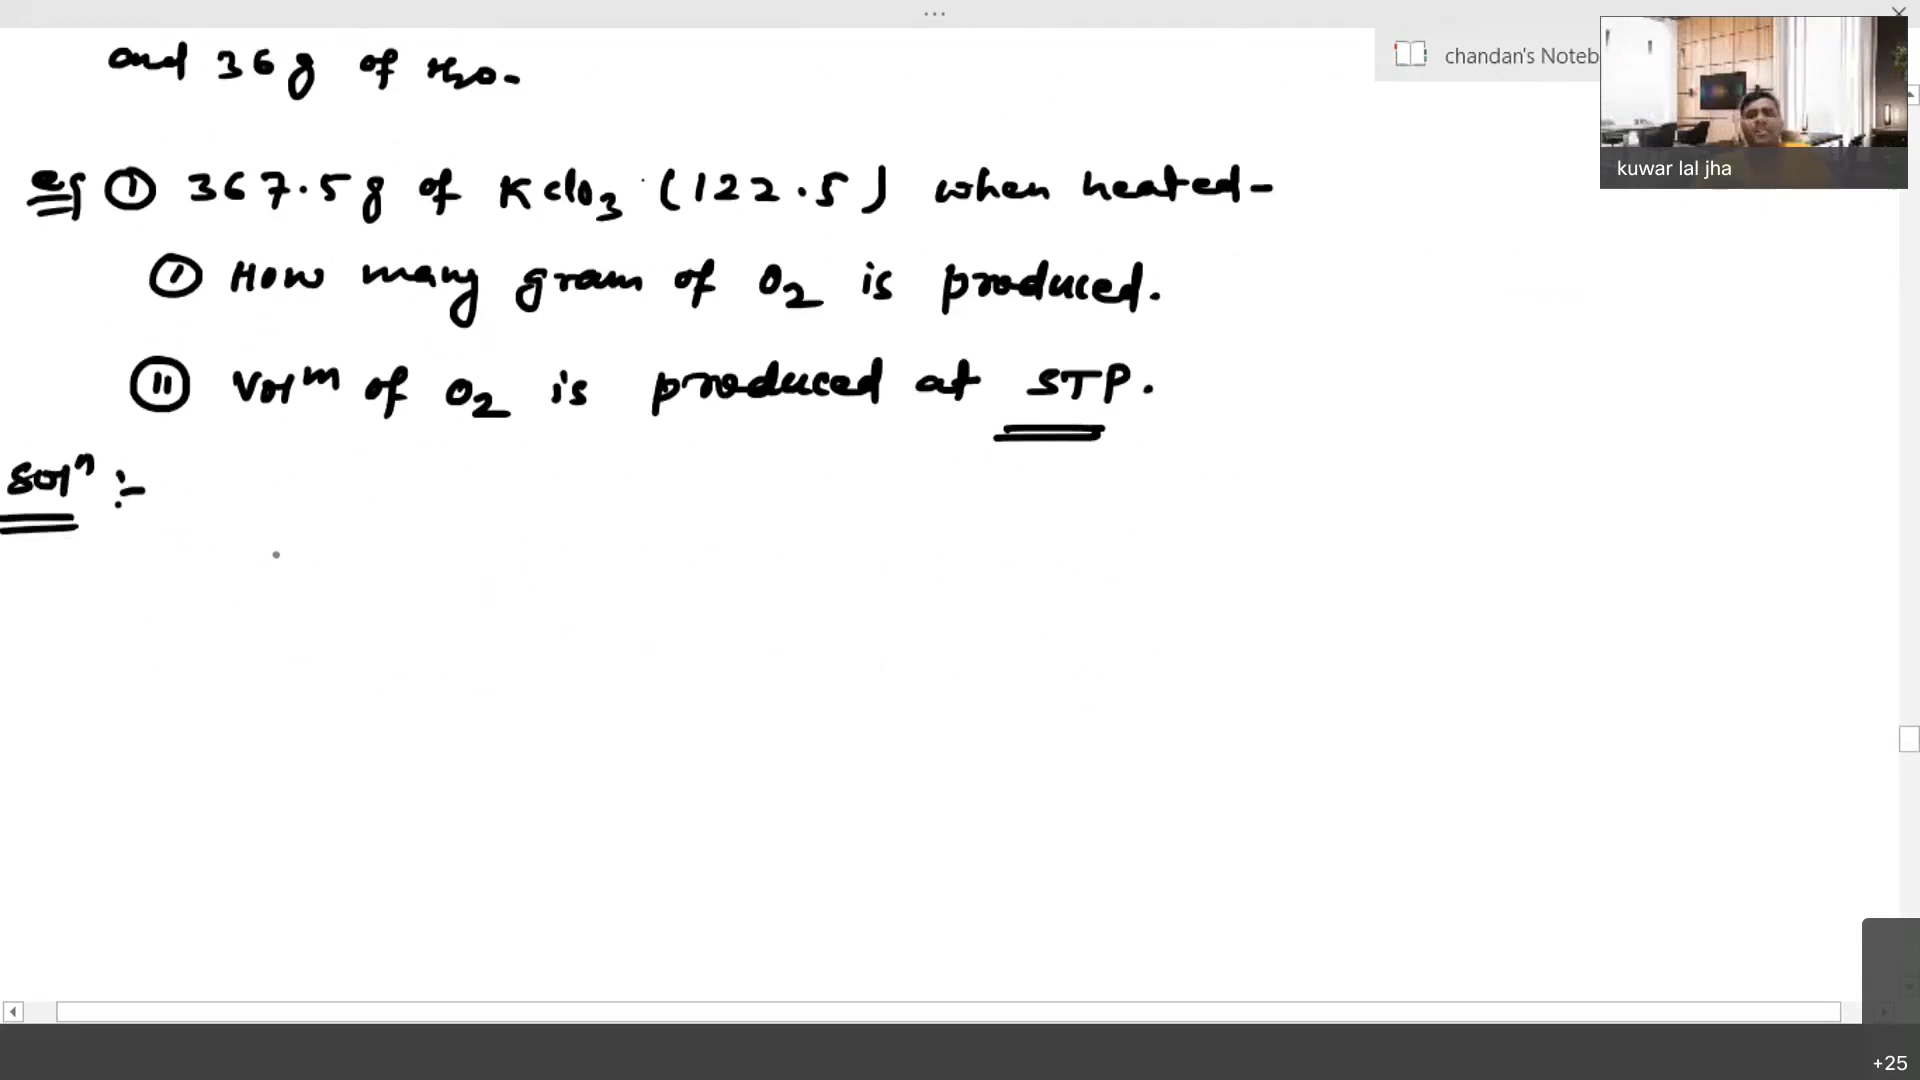 and 36 g of H2O.
chandan's Noteb
kuwar lal jha
eg ① 367.5 g of KClO3 (122.5) when heated-
① How many gram of O2 is produced.
⑪ Volm of O2 is produced at STP.
Soln :-
+25